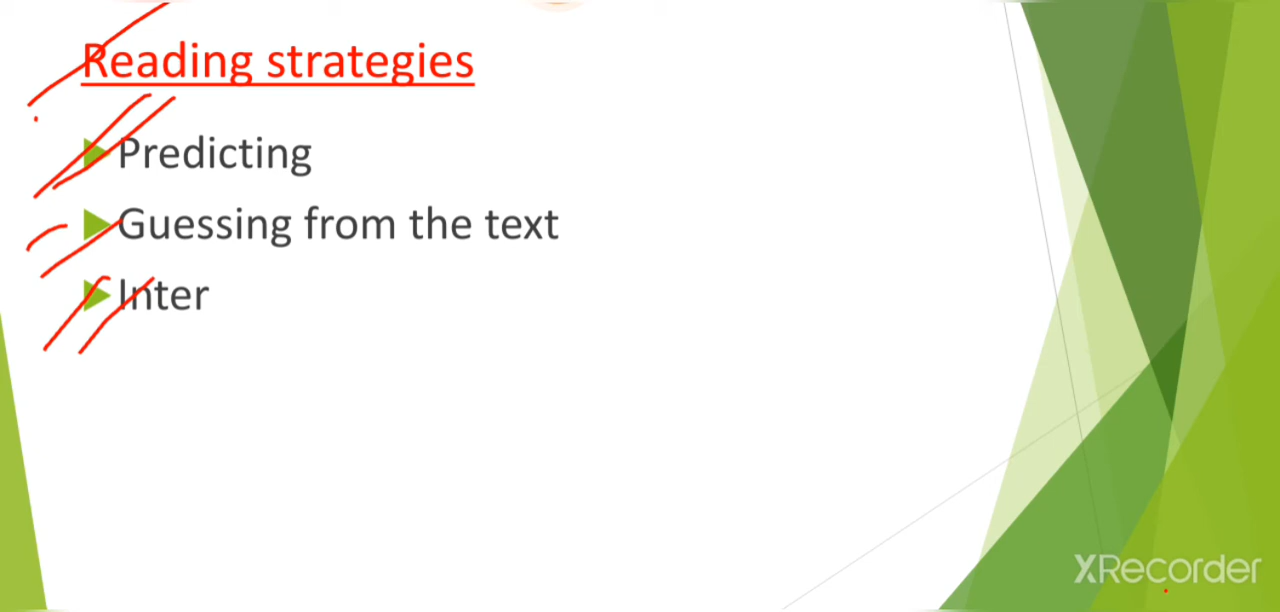 Reading strategies
Predicting
Guessing from the text
Inter
XRecorder